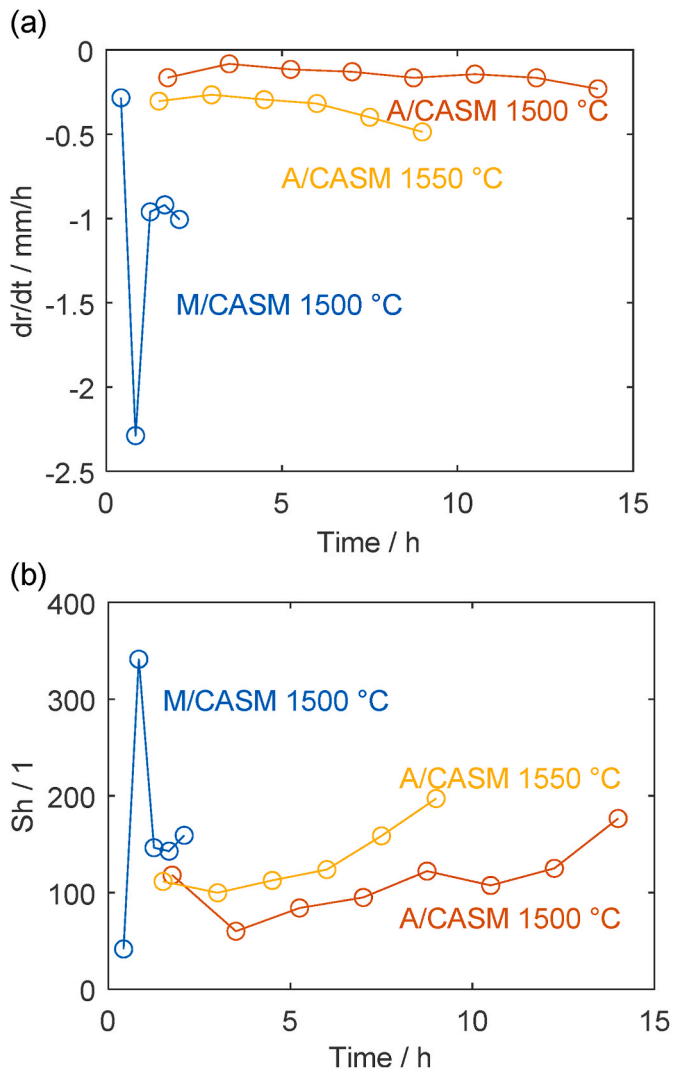 (a)
0
-0.5
-1
-1.5
-2
-2.5
dr/dt / mm/h
A/CASM 1500 °C
A/CASM 1550 °C
M/CASM 1500 °C
0 5 10 15
Time / h
(b)
400
300
200
100
0
Sh / 1
M/CASM 1500 °C
A/CASM 1550 °C
A/CASM 1500 °C
0 5 10 15
Time / h